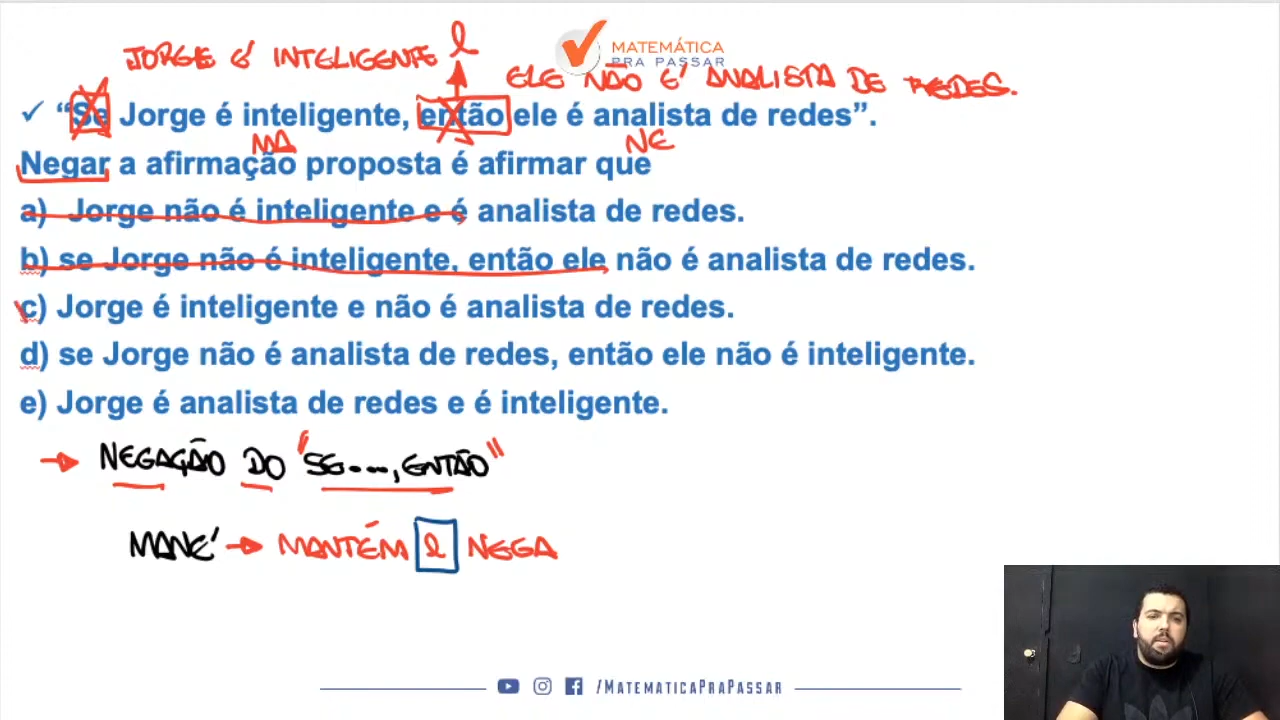 JORGE É INTELIGENTE e
MATEMÁTICA
PRA PASSAR
ELE NÃO É ANALISTA DE REDES.
✓ “Se Jorge é inteligente, então ele é analista de redes”.
MA NE
Negar a afirmação proposta é afirmar que
a) Jorge não é inteligente e é analista de redes.
b) se Jorge não é inteligente, então ele não é analista de redes.
c) Jorge é inteligente e não é analista de redes.
d) se Jorge não é analista de redes, então ele não é inteligente.
e) Jorge é analista de redes e é inteligente.
→ NEGAÇÃO DO "SE..., ENTÃO"
MANÉ → MANTÉM e NEGA
/MATEMATICAPRAPASSAR